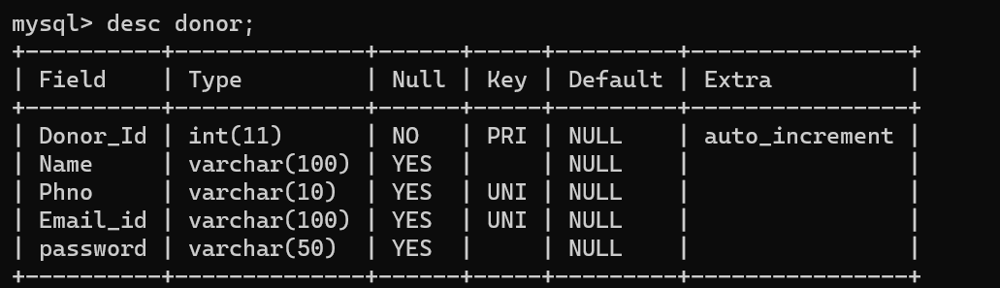 mysql> desc donor;
+----------+--------------+------+-----+---------+----------------+
| Field    | Type         | Null | Key | Default | Extra          |
+----------+--------------+------+-----+---------+----------------+
| Donor_Id | int(11)      | NO   | PRI | NULL    | auto_increment |
| Name     | varchar(100) | YES  |     | NULL    |                |
| Phno     | varchar(10)  | YES  | UNI | NULL    |                |
| Email_id | varchar(100) | YES  | UNI | NULL    |                |
| password | varchar(50)  | YES  |     | NULL    |                |
+----------+--------------+------+-----+---------+----------------+